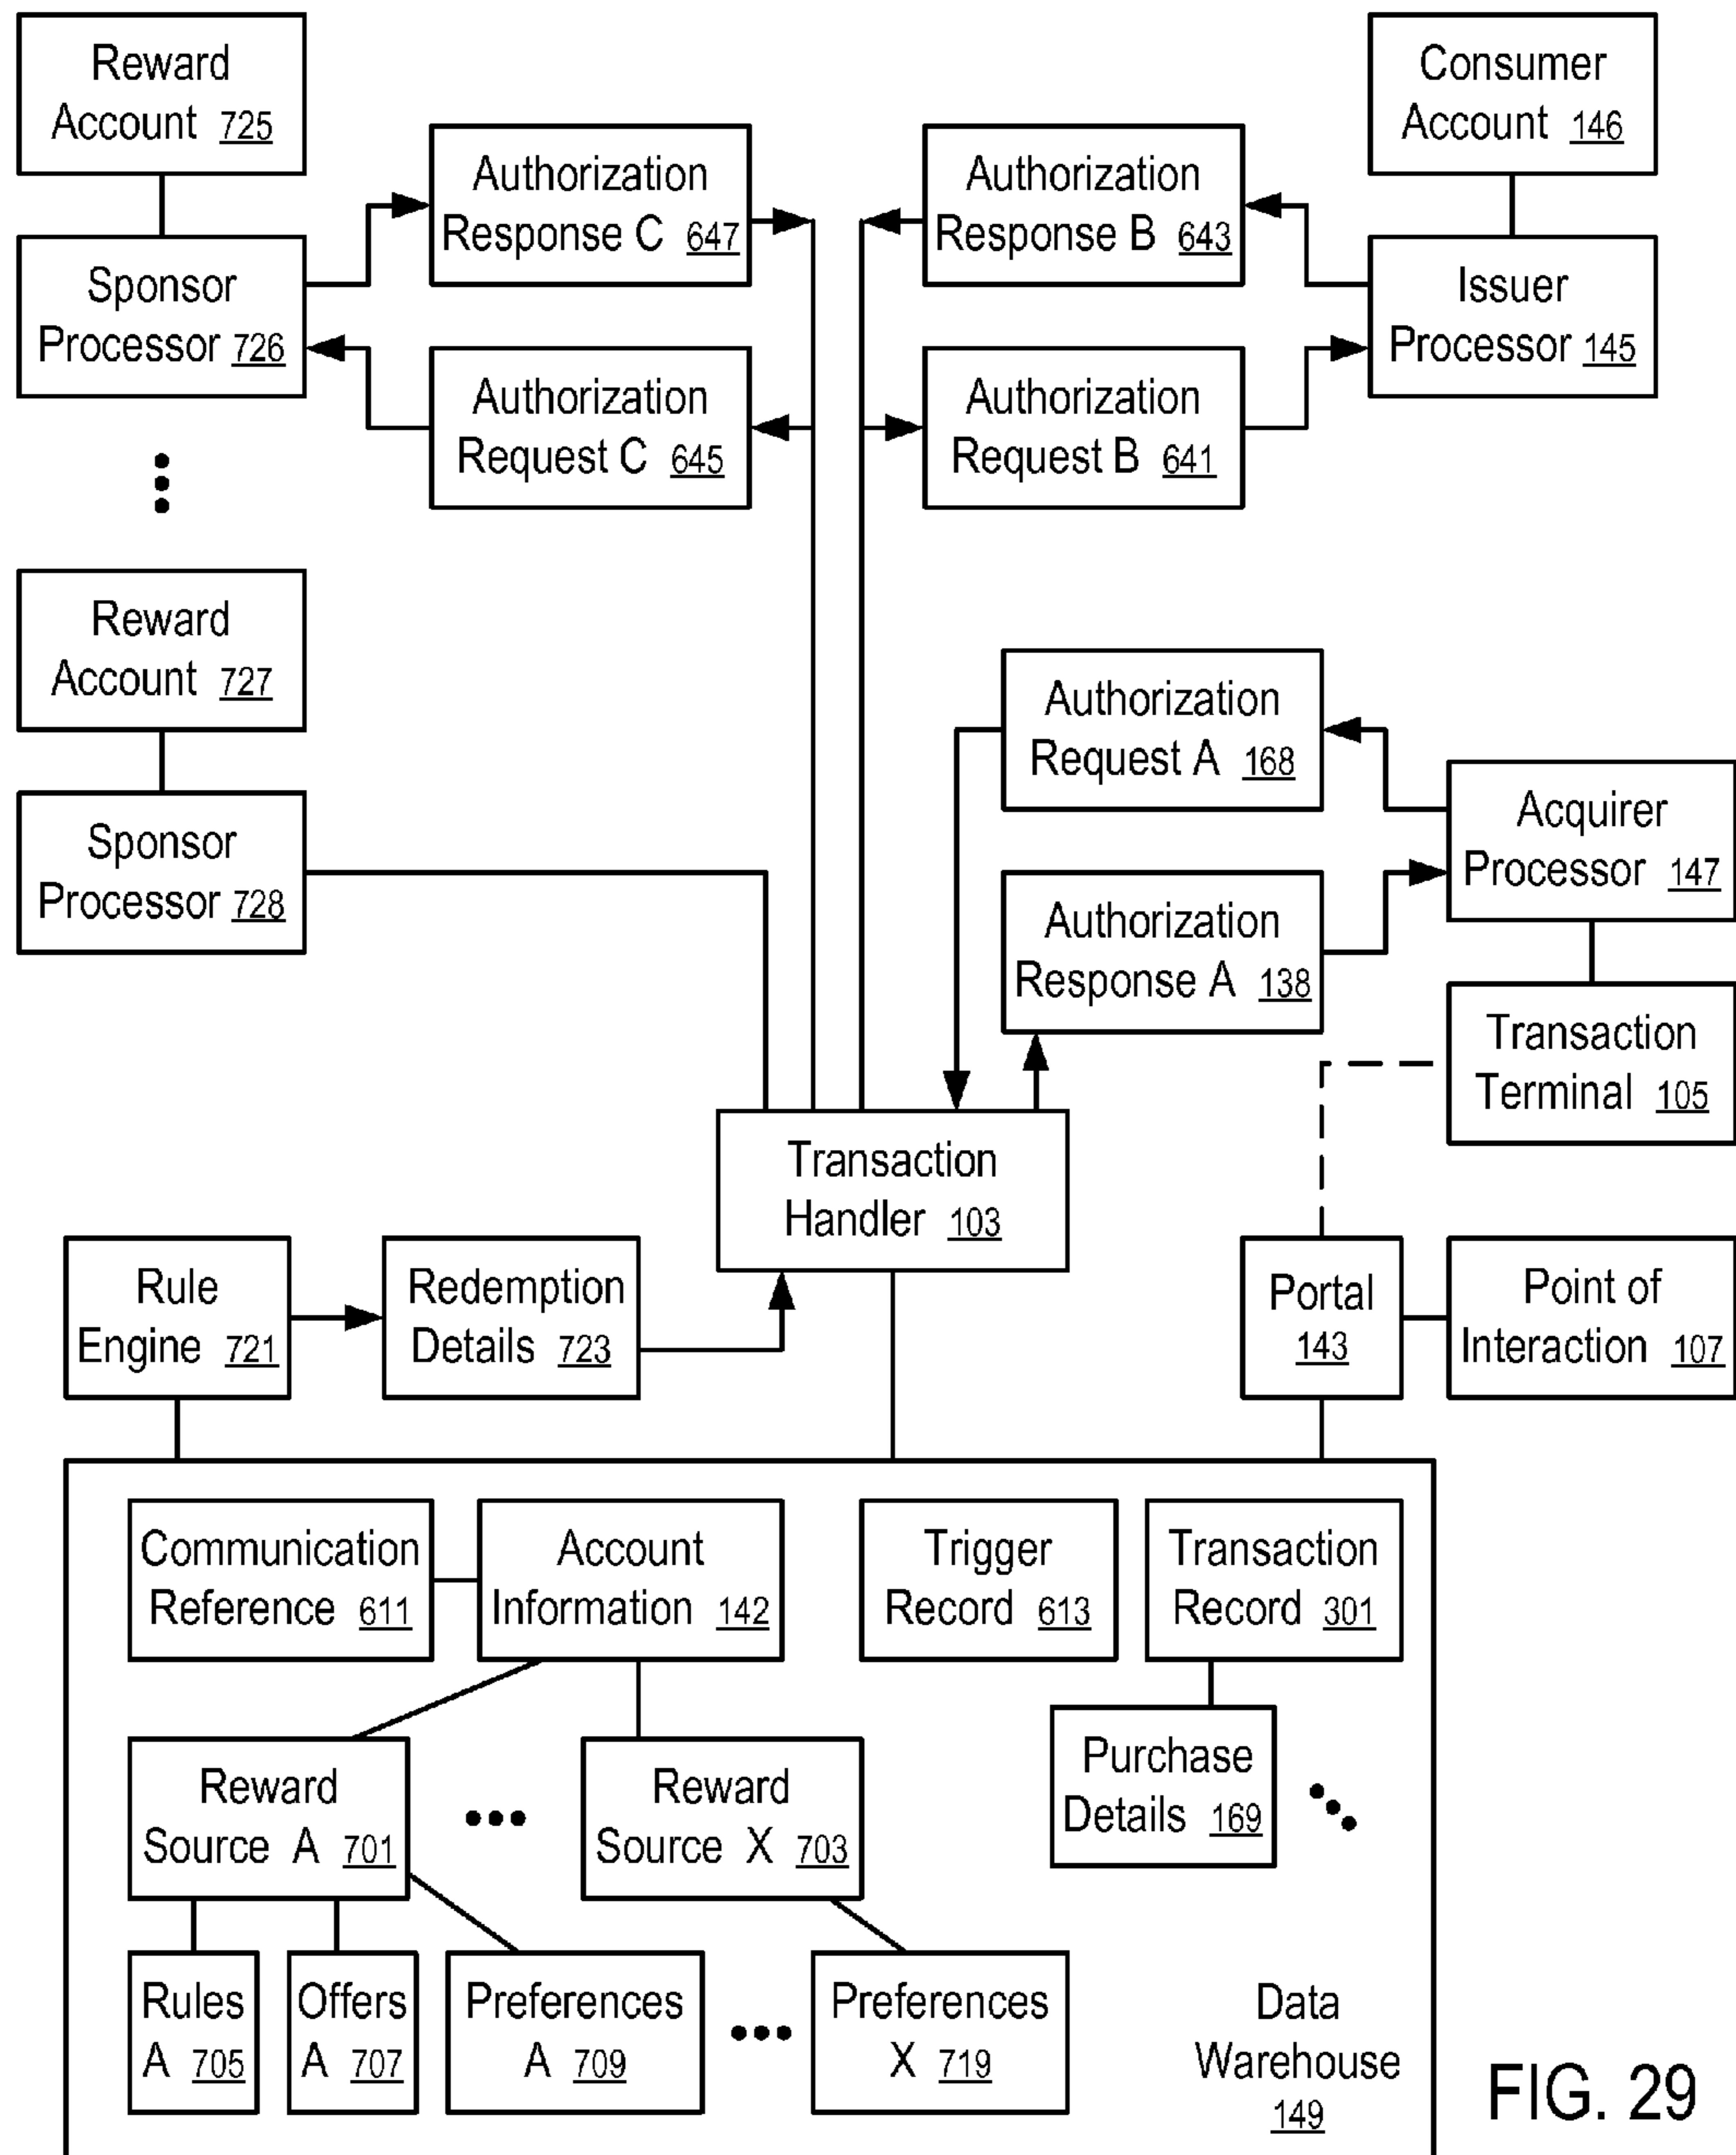 Reward
Account 725
Consumer
Account 146
Authorization
Response C 647
Authorization
Response B 643
Sponsor
Processor 726
Issuer
Processor 145
Authorization
Request C 645
Authorization
Request B 641
Reward
Account 727
Authorization
Request A 168
Sponsor
Processor 728
Acquirer
Processor 147
Authorization
Response A 138
Transaction
Terminal 105
Transaction
Handler 103
Rule
Engine 721
Redemption
Details 723
Portal
143
Point of
Interaction 107
Communication
Reference 611
Account
Information 142
Trigger
Record 613
Transaction
Record 301
Purchase
Details 169
Reward
Source A 701
Reward
Source X 703
Rules
A 705
Offers
A 707
Preferences
A 709
Preferences
X 719
Data
Warehouse
149
FIG. 29